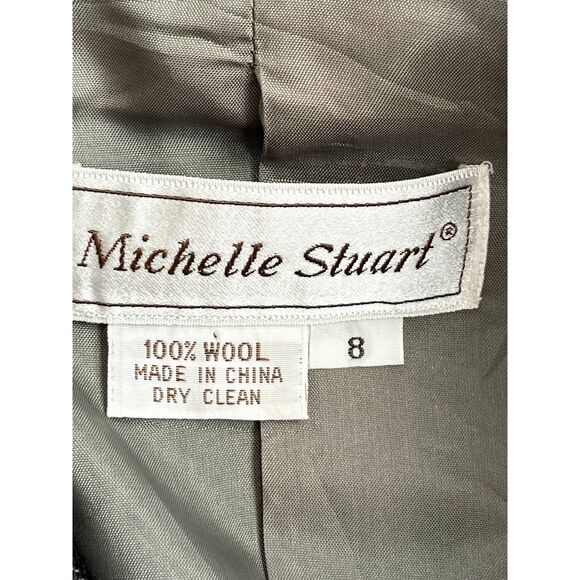 Michelle Stuart®
100% WOOL
MADE IN CHINA
DRY CLEAN
8